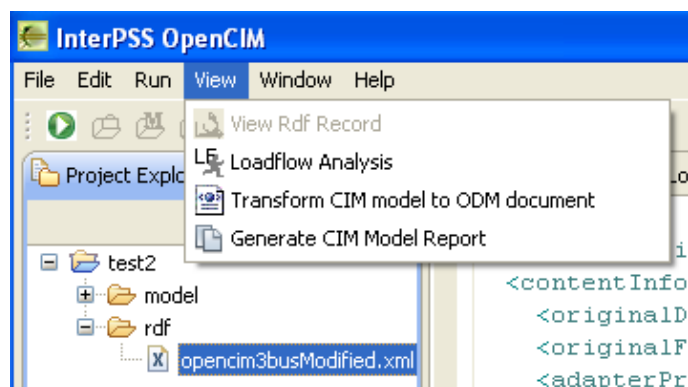 InterPSS OpenCIM
File Edit Run View Window Help
View Rdf Record
Loadflow Analysis
Transform CIM model to ODM document
Generate CIM Model Report
Project Explo
test2
model
rdf
opencim3busModified.xml
<contentInfo
<originalD
<originalF
<adapterPr